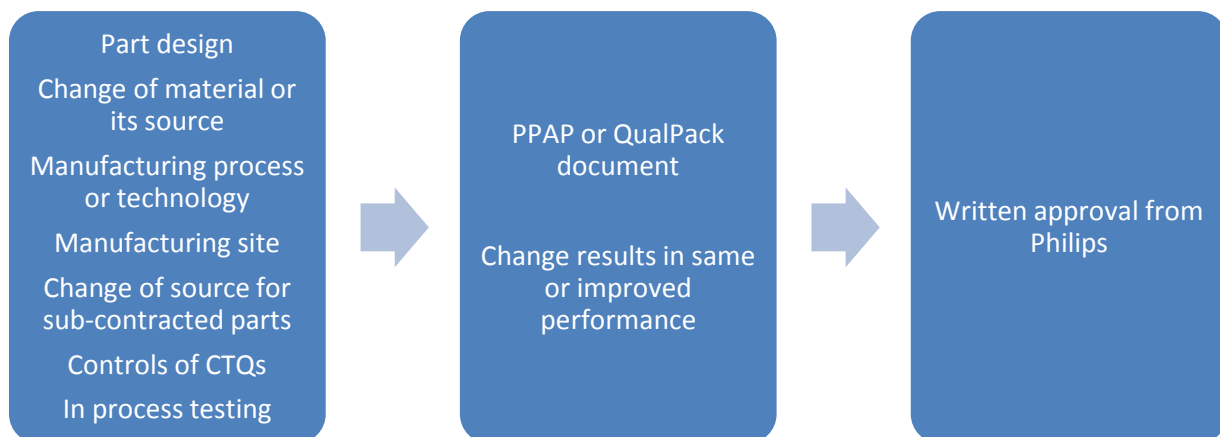 Part design
Change of material or
its source
Manufacturing process
or technology
Manufacturing site
Change of source for
sub-contracted parts
Controls of CTQs
In process testing
PPAP or QualPack
document
Change results in same
or improved
performance
Written approval from
Philips